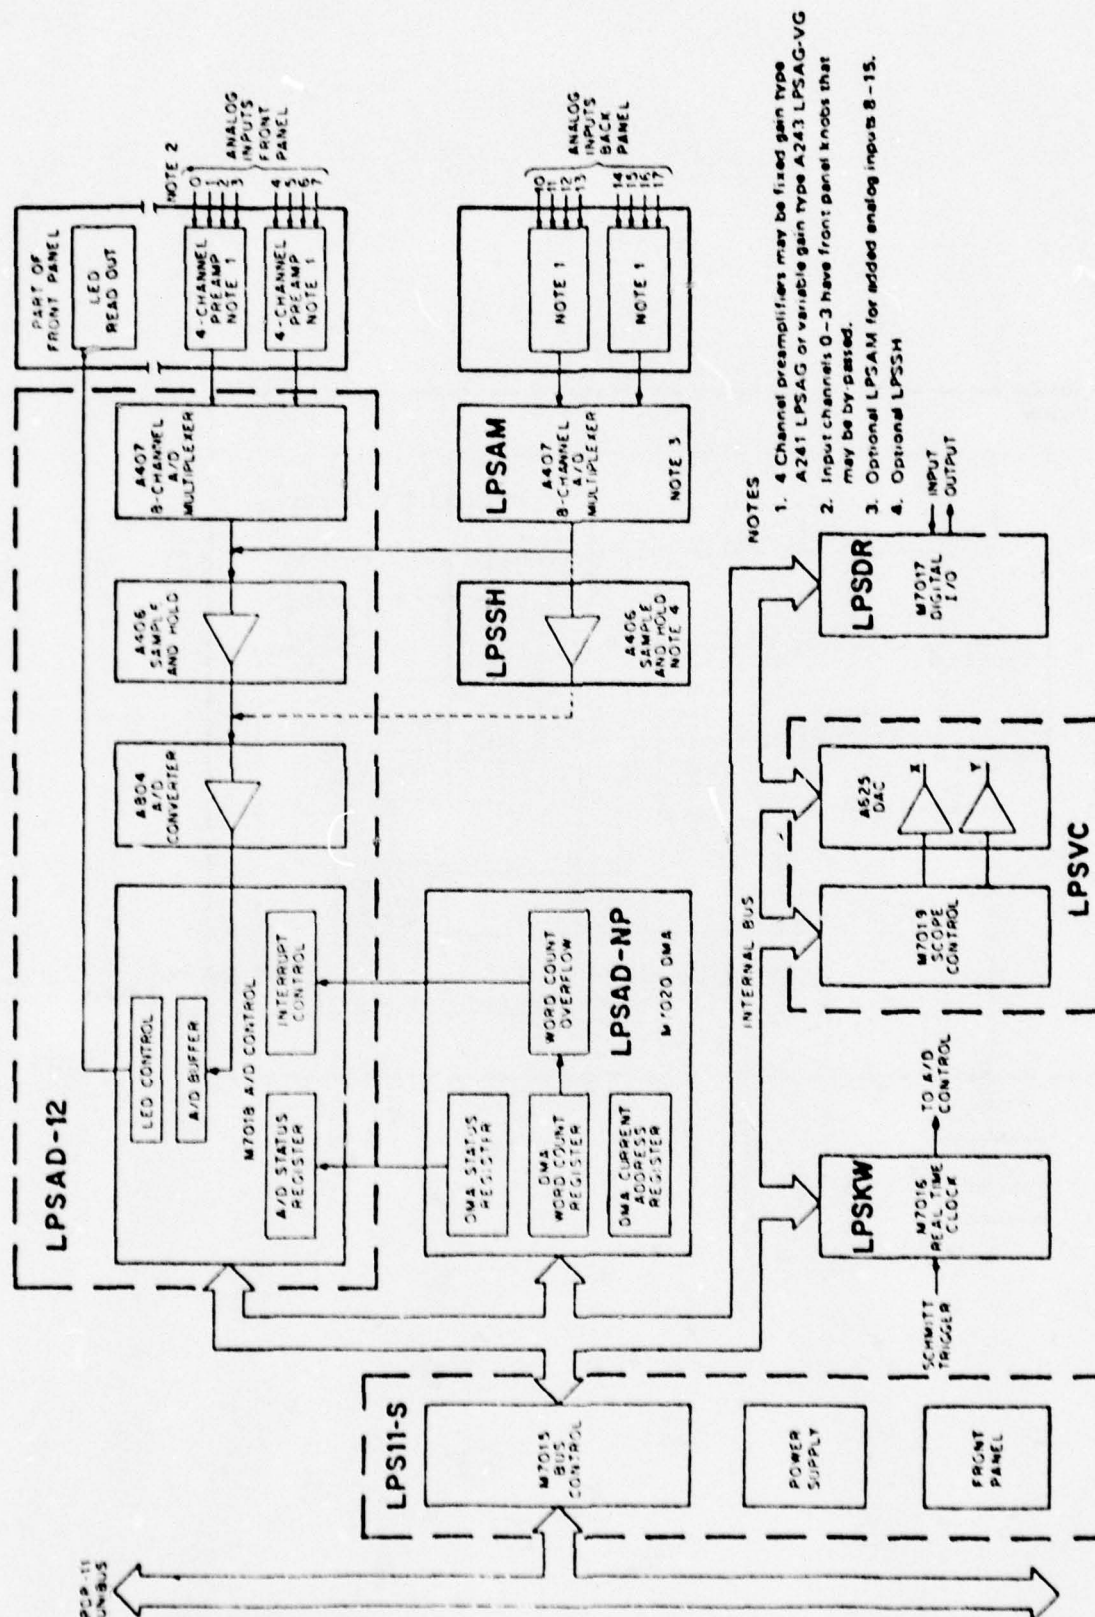 PDP-11
UNIBUS
LPS11-S
M7015
BUS
CONTROL
POWER
SUPPLY
FRONT
PANEL
LPSAD-12
LED CONTROL
A/D BUFFER
M7018 A/D CONTROL
A/D STATUS
REGISTER
INTERRUPT
CONTROL
A804
A/D
CONVERTER
A406
SAMPLE
AND HOLD
A407
8-CHANNEL
A/D
MULTIPLEXER
PART OF
FRONT PANEL
LED
READ OUT
4-CHANNEL
PREAMP
NOTE 1
4-CHANNEL
PREAMP
NOTE 1
NOTE 2
0
1
2
3
4
5
6
7
ANALOG
INPUTS
FRONT
PANEL
DMA STATUS
REGISTER
DMA
WORD COUNT
REGISTER
DMA CURRENT
ADDRESS
REGISTER
WORD COUNT
OVERFLOW
LPSAD-NP
M7020 DMA
LPSSH
A406
SAMPLE
AND HOLD
NOTE 4
LPSAM
A407
8-CHANNEL
A/D
MULTIPLEXER
NOTE 3
NOTE 1
NOTE 1
10
11
12
13
14
15
16
17
ANALOG
INPUTS
BACK
PANEL
INTERNAL BUS
SCHMITT
TRIGGER
LPSKW
M7016
REAL TIME
CLOCK
TO A/D
CONTROL
M7019
SCOPE
CONTROL
A625
DAC
X
Y
LPSVC
LPSDR
M7017
DIGITAL
I/O
INPUT
OUTPUT
NOTES
1. 4 Channel preamplifiers may be fixed gain type
A241 LPSAG or variable gain type A243 LPSAG-VG
2. Input channels 0-3 have front panel knobs that
may be by-passed.
3. Optional LPSAM for added analog inputs 8-15.
4. Optional LPSSH